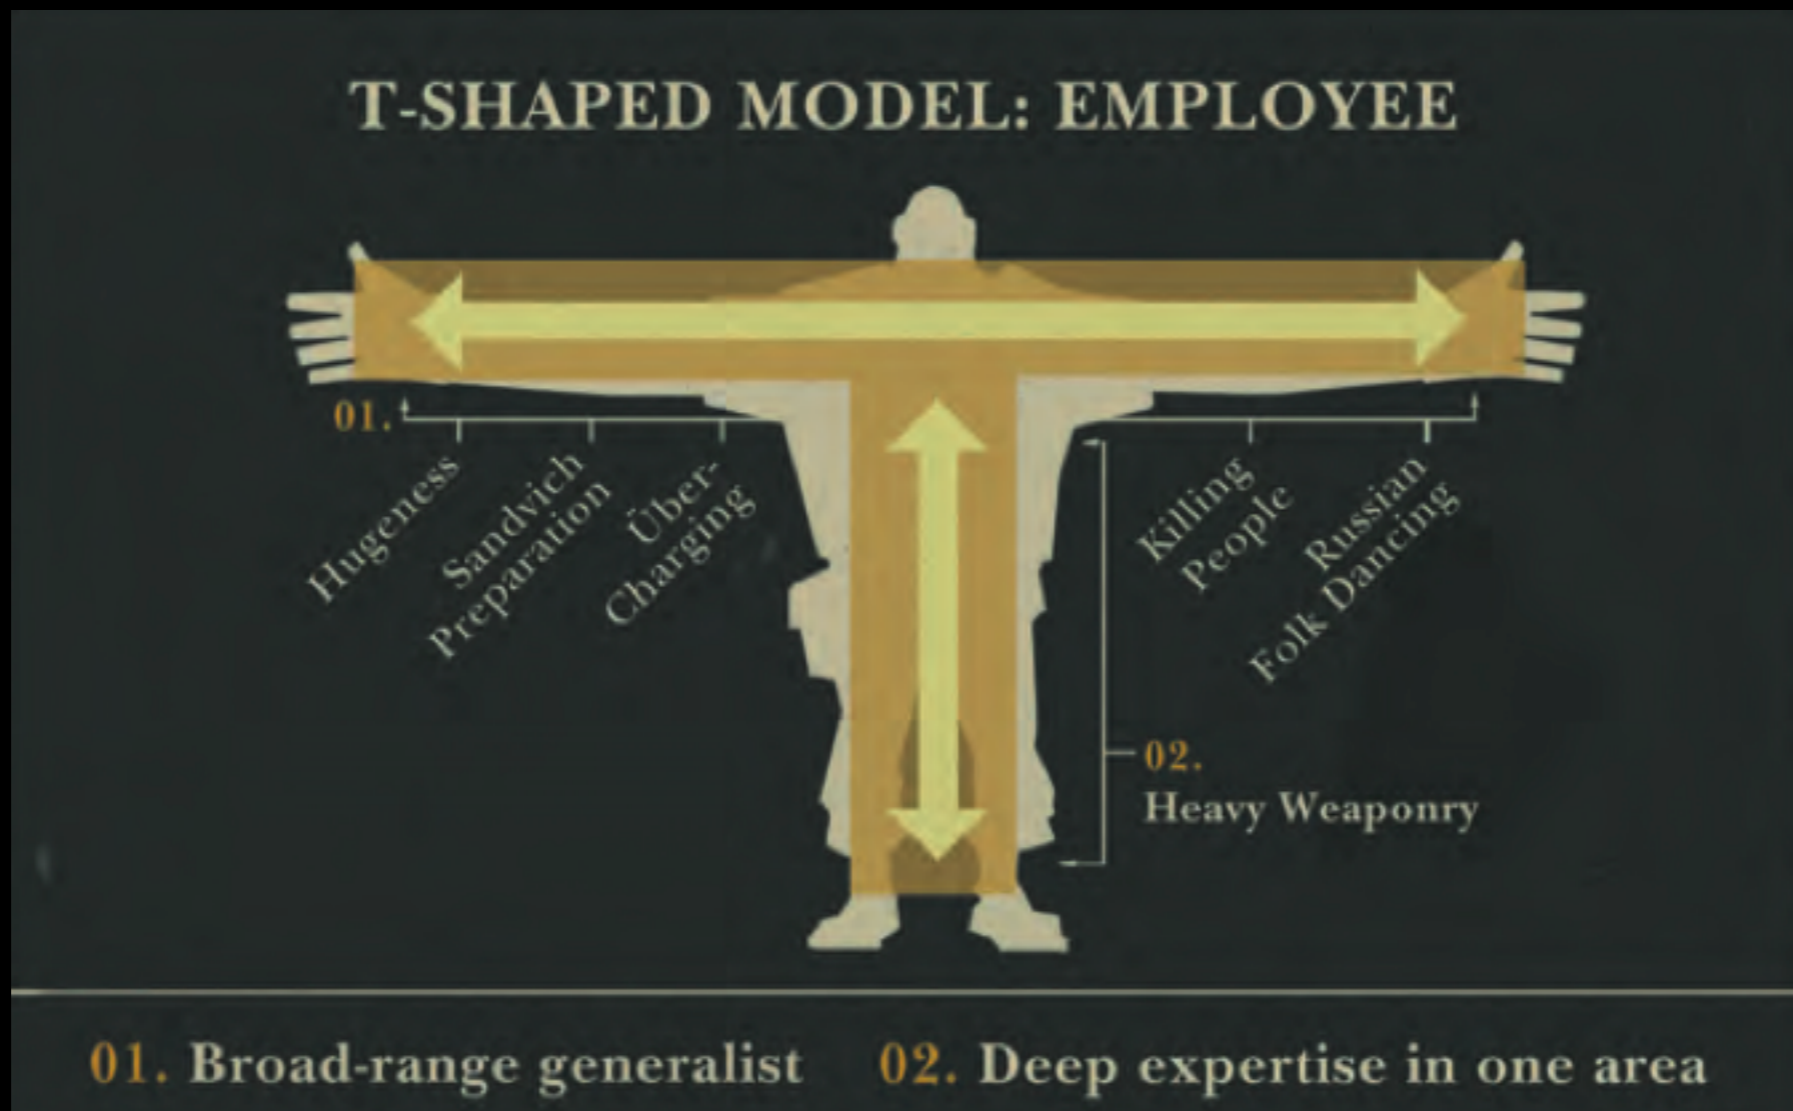 T-SHAPED MODEL: EMPLOYEE
01.
Hugeness
Sandvich
Preparation
Über-
Charging
Killing
People
Russian
Folk Dancing
02.
Heavy Weaponry
01. Broad-range generalist
02. Deep expertise in one area